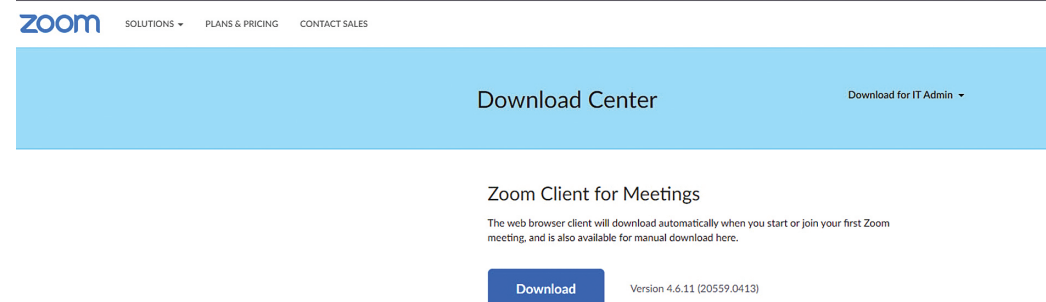 zoom
SOLUTIONS
PLANS & PRICING
CONTACT SALES
Download Center
Download for IT Admin
Zoom Client for Meetings
The web browser client will download automatically when you start or join your first Zoom
meeting, and is also available for manual download here.
Download
Version 4.6.11 (20559.0413)